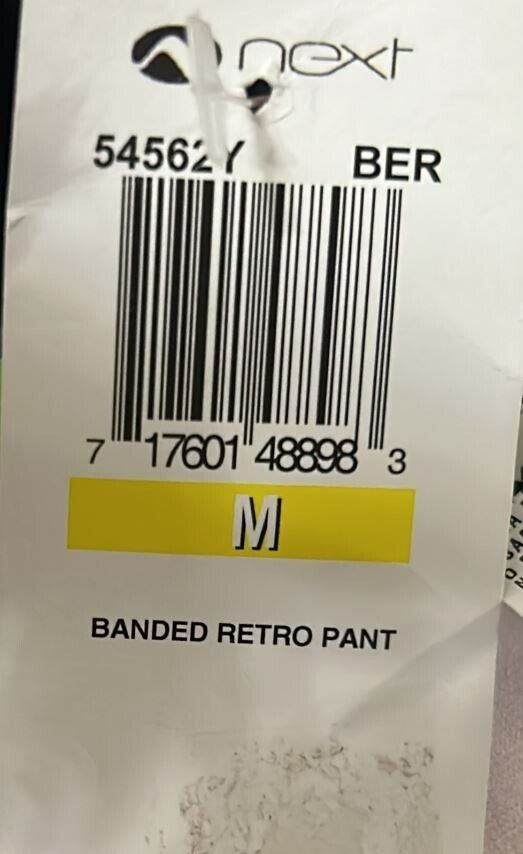 next
54562Y BER
7 17601 48898 3
M
BANDED RETRO PANT